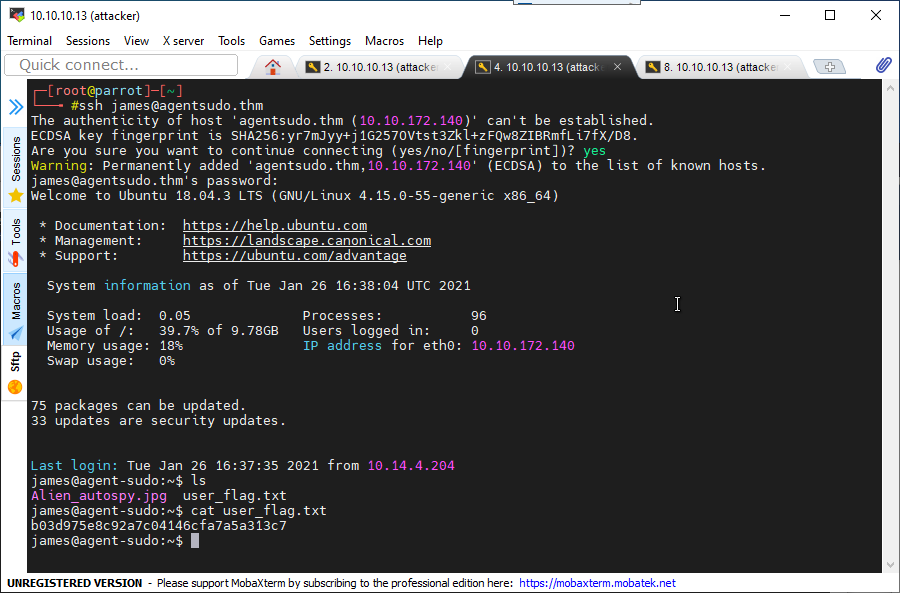 10.10.10.13 (attacker)
Terminal Sessions View X server Tools Games Settings Macros Help
Quick connect... 2. 10.10.10.13 (attacke 4. 10.10.10.13 (attack 8. 10.10.10.13 (attacke
Sessions
Tools
Macros
Sftp
┌─[root@parrot]─[~]
└──╼ #ssh james@agentsudo.thm
The authenticity of host 'agentsudo.thm (10.10.172.140)' can't be established.
ECDSA key fingerprint is SHA256:yr7mJyy+j1G257OVtst3Zkl+zFQw8ZIBRmfLi7fX/D8.
Are you sure you want to continue connecting (yes/no/[fingerprint])? yes
Warning: Permanently added 'agentsudo.thm,10.10.172.140' (ECDSA) to the list of known hosts.
james@agentsudo.thm's password:
Welcome to Ubuntu 18.04.3 LTS (GNU/Linux 4.15.0-55-generic x86_64)
* Documentation: https://help.ubuntu.com
* Management: https://landscape.canonical.com
* Support: https://ubuntu.com/advantage
System information as of Tue Jan 26 16:38:04 UTC 2021
System load: 0.05 Processes: 96
Usage of /: 39.7% of 9.78GB Users logged in: 0
Memory usage: 18% IP address for eth0: 10.10.172.140
Swap usage: 0%
75 packages can be updated.
33 updates are security updates.
Last login: Tue Jan 26 16:37:35 2021 from 10.14.4.204
james@agent-sudo:~$ ls
Alien_autospy.jpg user_flag.txt
james@agent-sudo:~$ cat user_flag.txt
b03d975e8c92a7c04146cfa7a5a313c7
james@agent-sudo:~$
UNREGISTERED VERSION - Please support MobaXterm by subscribing to the professional edition here: https://mobaxterm.mobatek.net